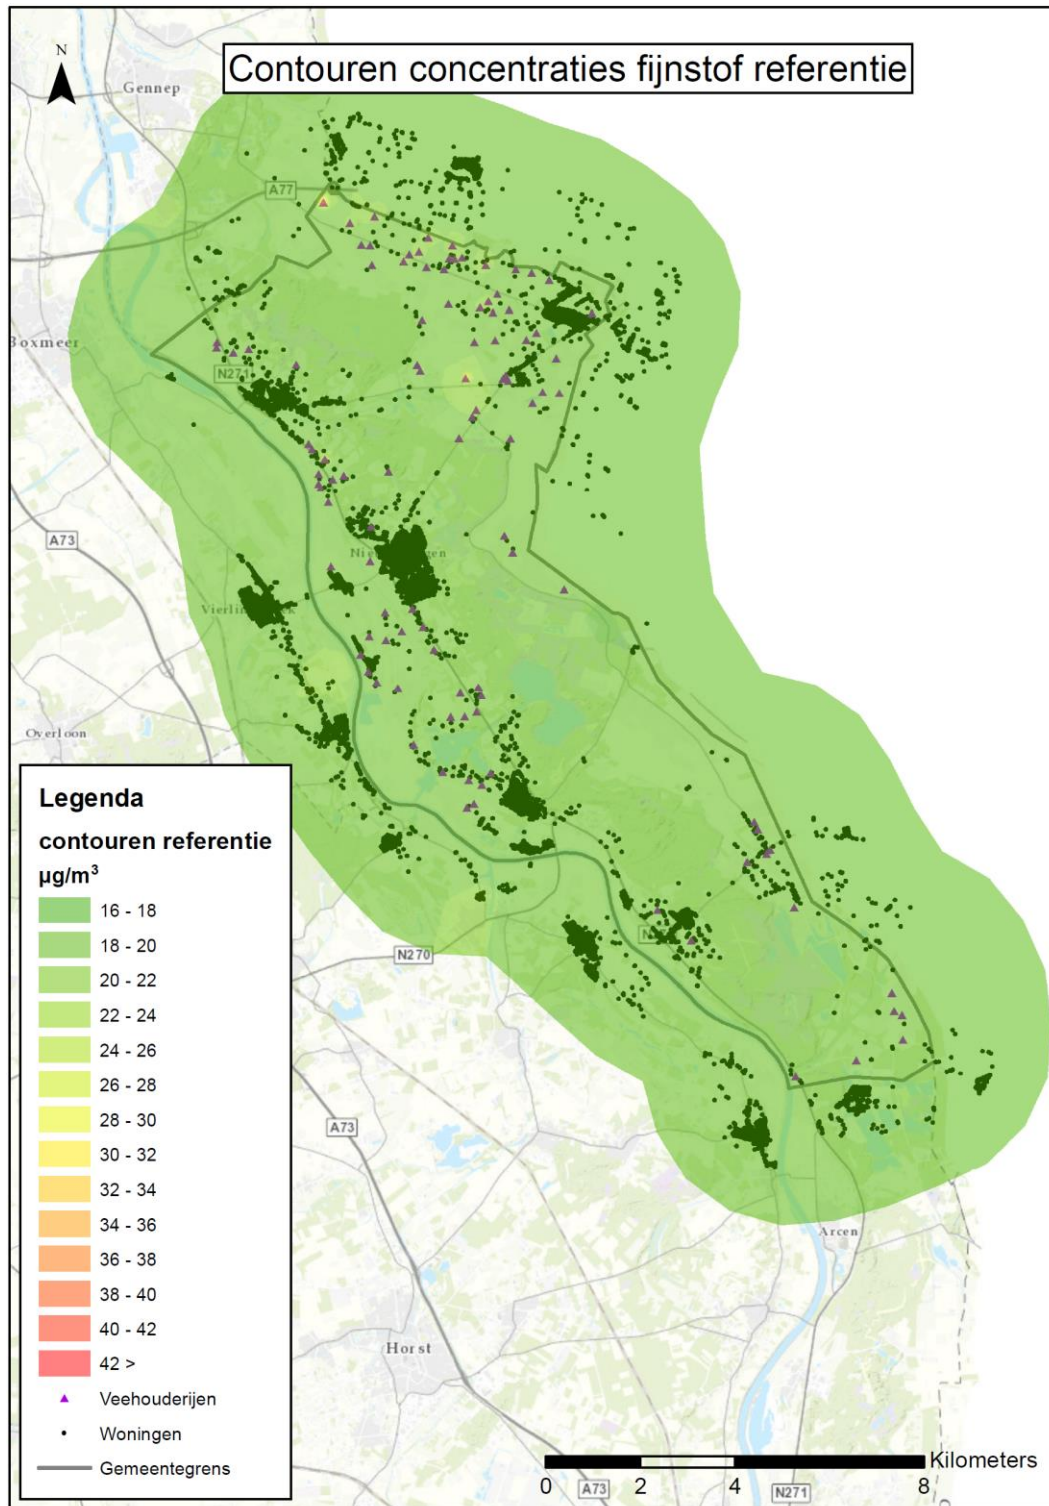 Contouren concentraties fijnstof referentie
N
Gennep
A77
Boxmeer
N271
A73
Overloon
N270
A73
Arcen
Horst
A73
N271
Legenda
contouren referentie
µg/m³
16 - 18
18 - 20
20 - 22
22 - 24
24 - 26
26 - 28
28 - 30
30 - 32
32 - 34
34 - 36
36 - 38
38 - 40
40 - 42
42 >
Veehouderijen
Woningen
Gemeentegrens
Kilometers
0 2 4 8